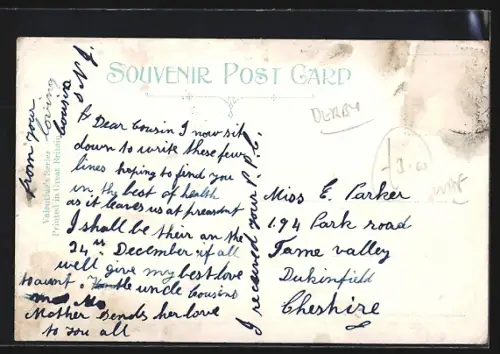 SOUVENIR POST CARD
Dear Cousin I now sit
down to write these few
lines hoping to find you
in the best of health
as it leaves us at preasant
I shall be their on the
24th December if all
well give my best love
to aunt. uncle Cousins
Mother sends her love
to you all
from your
loving
Cousin
I received your P.P.C.
Miss E. Parker
194 Park road
Tame valley
Dukinfield
Cheshire
Valentine's Series
Printed in Great Britain
DERBY